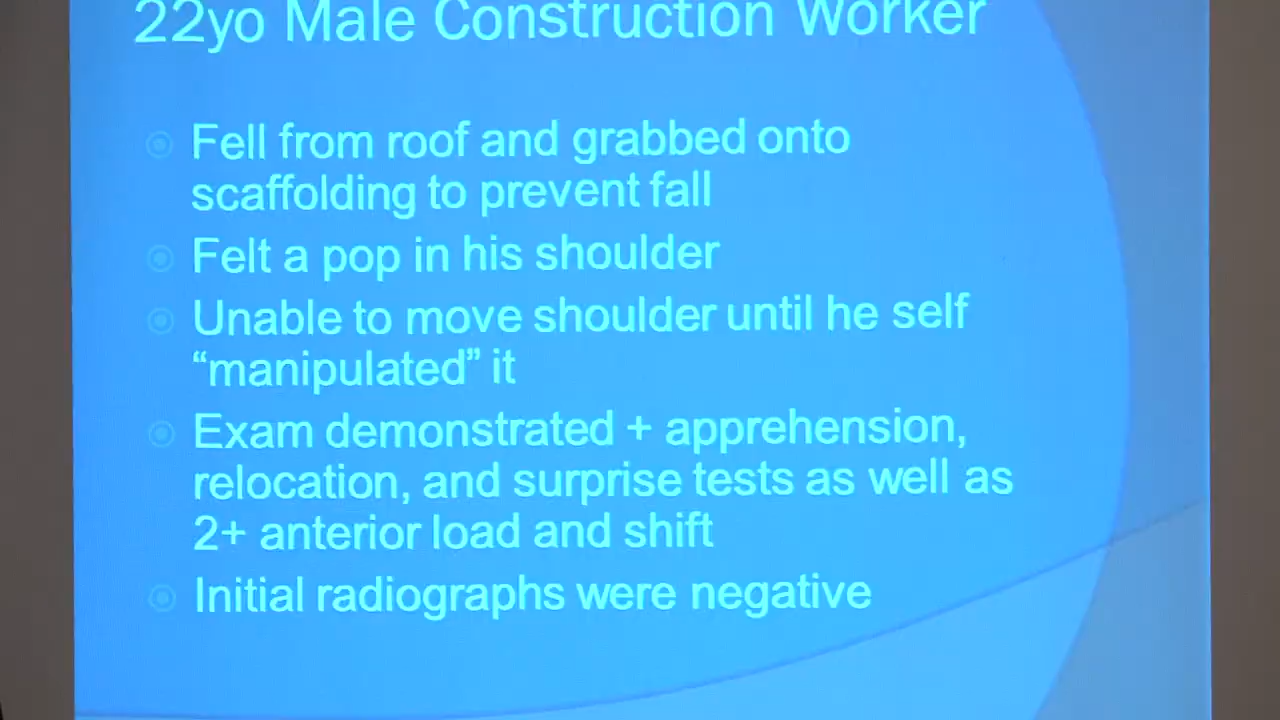 22yo Male Construction Worker
Fell from roof and grabbed onto
scaffolding to prevent fall
Felt a pop in his shoulder
Unable to move shoulder until he self
“manipulated” it
Exam demonstrated + apprehension,
relocation, and surprise tests as well as
2+ anterior load and shift
Initial radiographs were negative